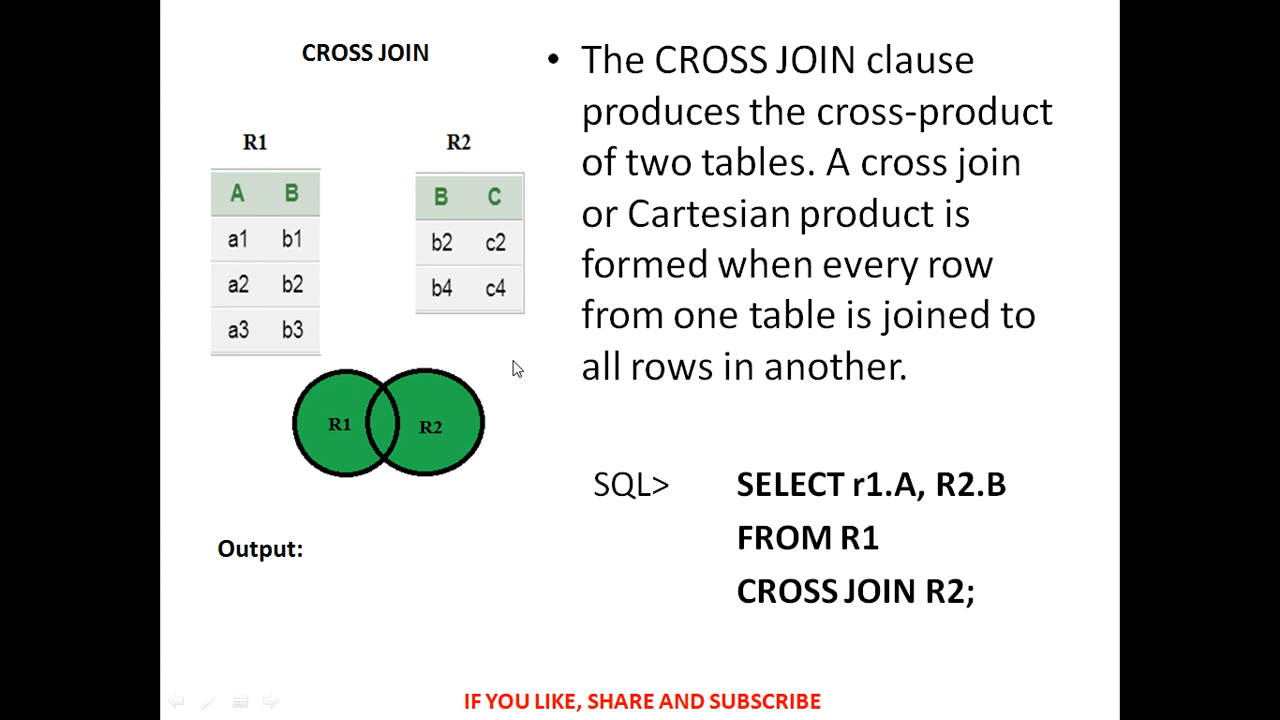 CROSS JOIN
R1
A B
a1 b1
a2 b2
a3 b3
R2
B C
b2 c2
b4 c4
R1 R2
Output:
• The CROSS JOIN clause
produces the cross-product
of two tables. A cross join
or Cartesian product is
formed when every row
from one table is joined to
all rows in another.
SQL> SELECT r1.A, R2.B
FROM R1
CROSS JOIN R2;
IF YOU LIKE, SHARE AND SUBSCRIBE